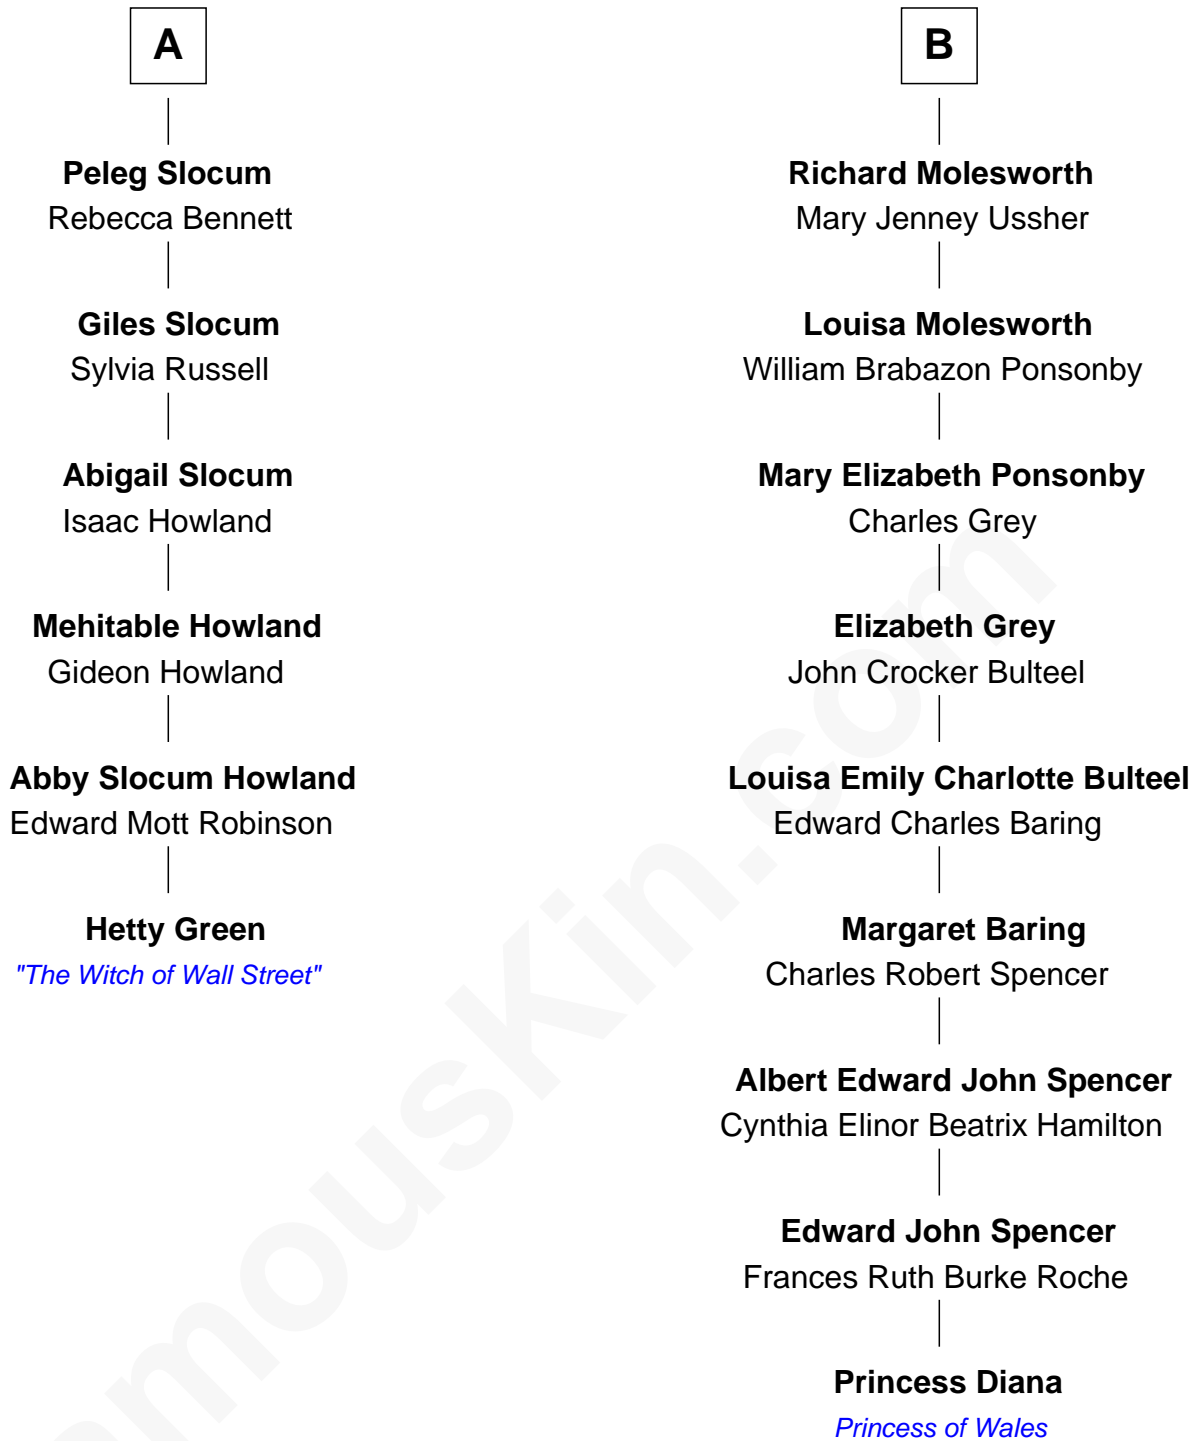 A
Peleg Slocum
Rebecca Bennett
Giles Slocum
Sylvia Russell
Abigail Slocum
Isaac Howland
Mehitable Howland
Gideon Howland
Abby Slocum Howland
Edward Mott Robinson
Hetty Green
"The Witch of Wall Street"
B
Richard Molesworth
Mary Jenney Ussher
Louisa Molesworth
William Brabazon Ponsonby
Mary Elizabeth Ponsonby
Charles Grey
Elizabeth Grey
John Crocker Bulteel
Louisa Emily Charlotte Bulteel
Edward Charles Baring
Margaret Baring
Charles Robert Spencer
Albert Edward John Spencer
Cynthia Elinor Beatrix Hamilton
Edward John Spencer
Frances Ruth Burke Roche
Princess Diana
Princess of Wales
amouskin.com